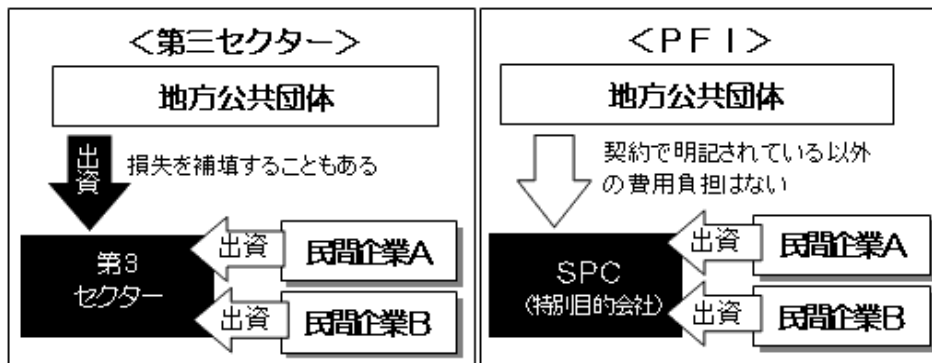 ＜第三セクター＞
地方公共団体
出資
損失を補填することもある
第3
セクター
出資
民間企業A
出資
民間企業B
＜ＰＦＩ＞
地方公共団体
契約で明記されている以外
の費用負担はない
SPC
（特別目的会社）
出資
民間企業A
出資
民間企業B